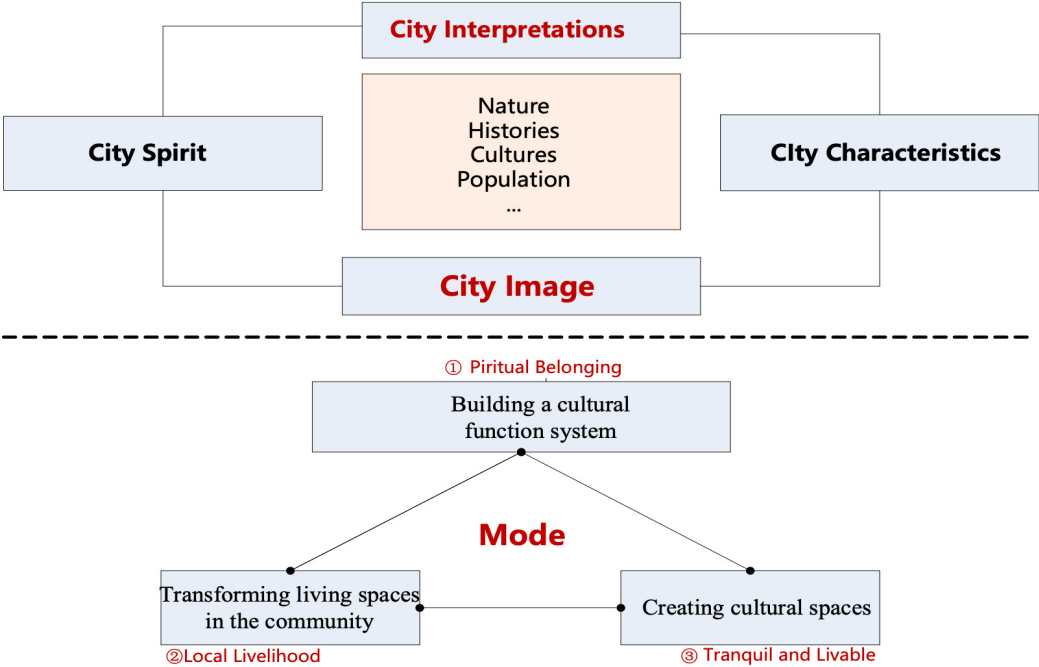 City Interpretations
Nature
Histories
Cultures
Population
...
City Spirit
CIty Characteristics
City Image
① Piritual Belonging
Building a cultural
function system
Mode
Transforming living spaces
in the community
Creating cultural spaces
②Local Livelihood
③ Tranquil and Livable